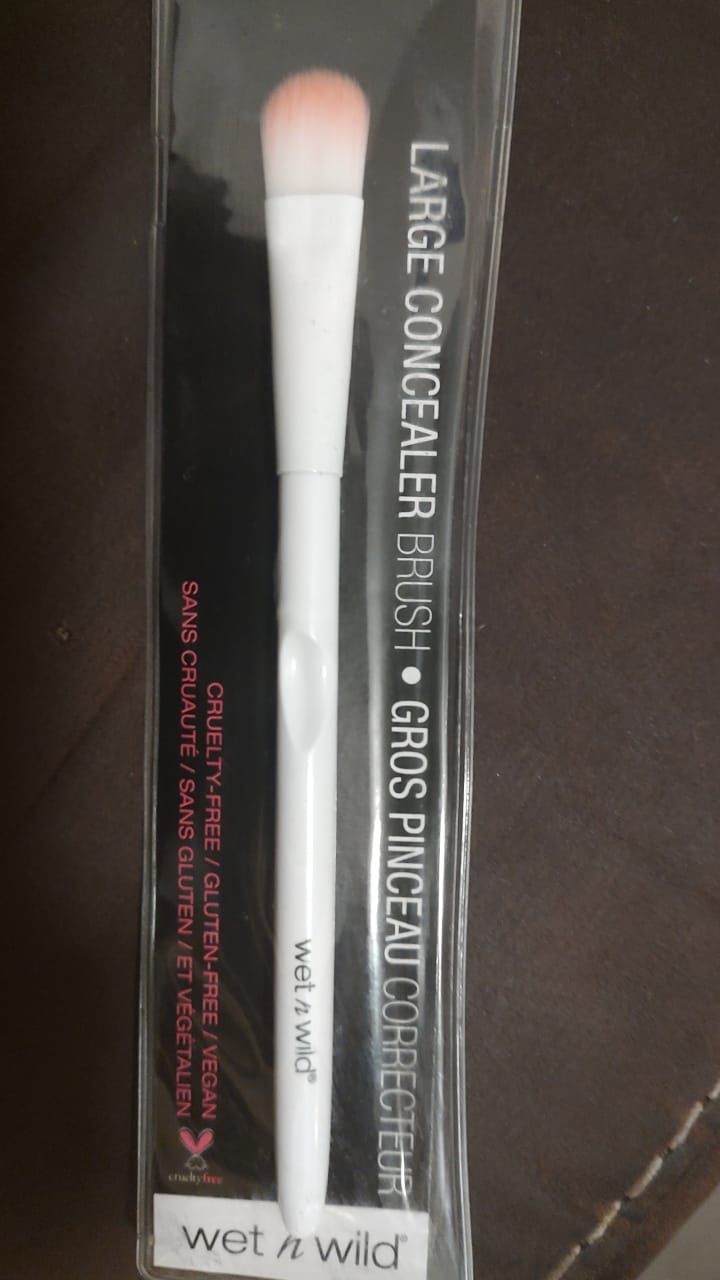 LARGE CONCEALER BRUSH • GROS PINCEAU CORRECTEUR
CRUELTY-FREE / GLUTEN-FREE / VEGAN
SANS CRUAUTÉ / SANS GLUTEN / ET VÉGÉTALIEN
crueltyfree
wet n wild®
wet n wild®